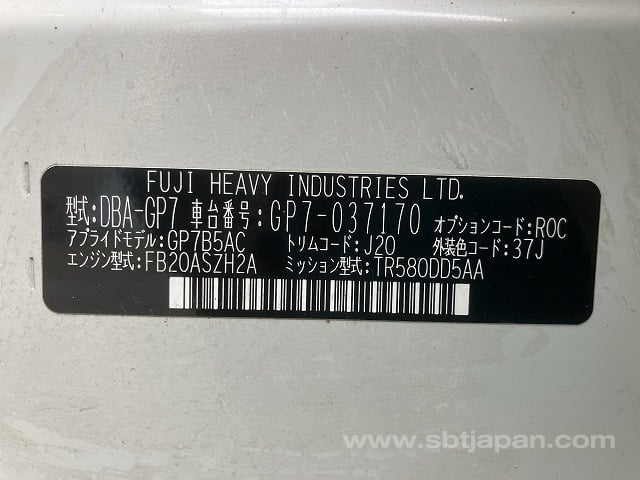 FUJI HEAVY INDUSTRIES LTD.
型式:DBA-GP7 車台番号:GP7-037170 オプションコード:ROC
アプライドモデル:GP7B5AC トリムコード:J20 外装色コード:37J
エンジン型式:FB20ASZH2A ミッション型式:TR580DD5AA
www.sbtjapan.com